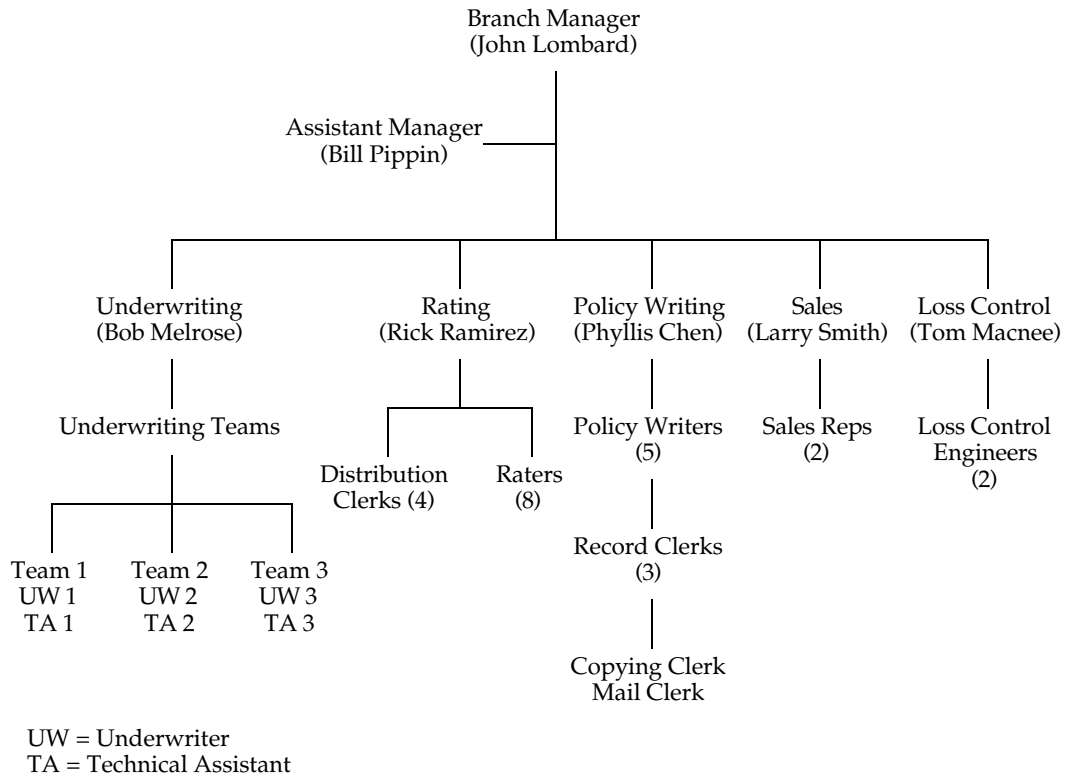 Branch Manager
(John Lombard)
Assistant Manager
(Bill Pippin)
Underwriting
(Bob Melrose)
Rating
(Rick Ramirez)
Policy Writing
(Phyllis Chen)
Sales
(Larry Smith)
Loss Control
(Tom Macnee)
Underwriting Teams
Distribution
Clerks (4)
Raters
(8)
Policy Writers
(5)
Sales Reps
(2)
Loss Control
Engineers
(2)
Team 1
UW 1
TA 1
Team 2
UW 2
TA 2
Team 3
UW 3
TA 3
Record Clerks
(3)
Copying Clerk
Mail Clerk
UW = Underwriter
TA = Technical Assistant